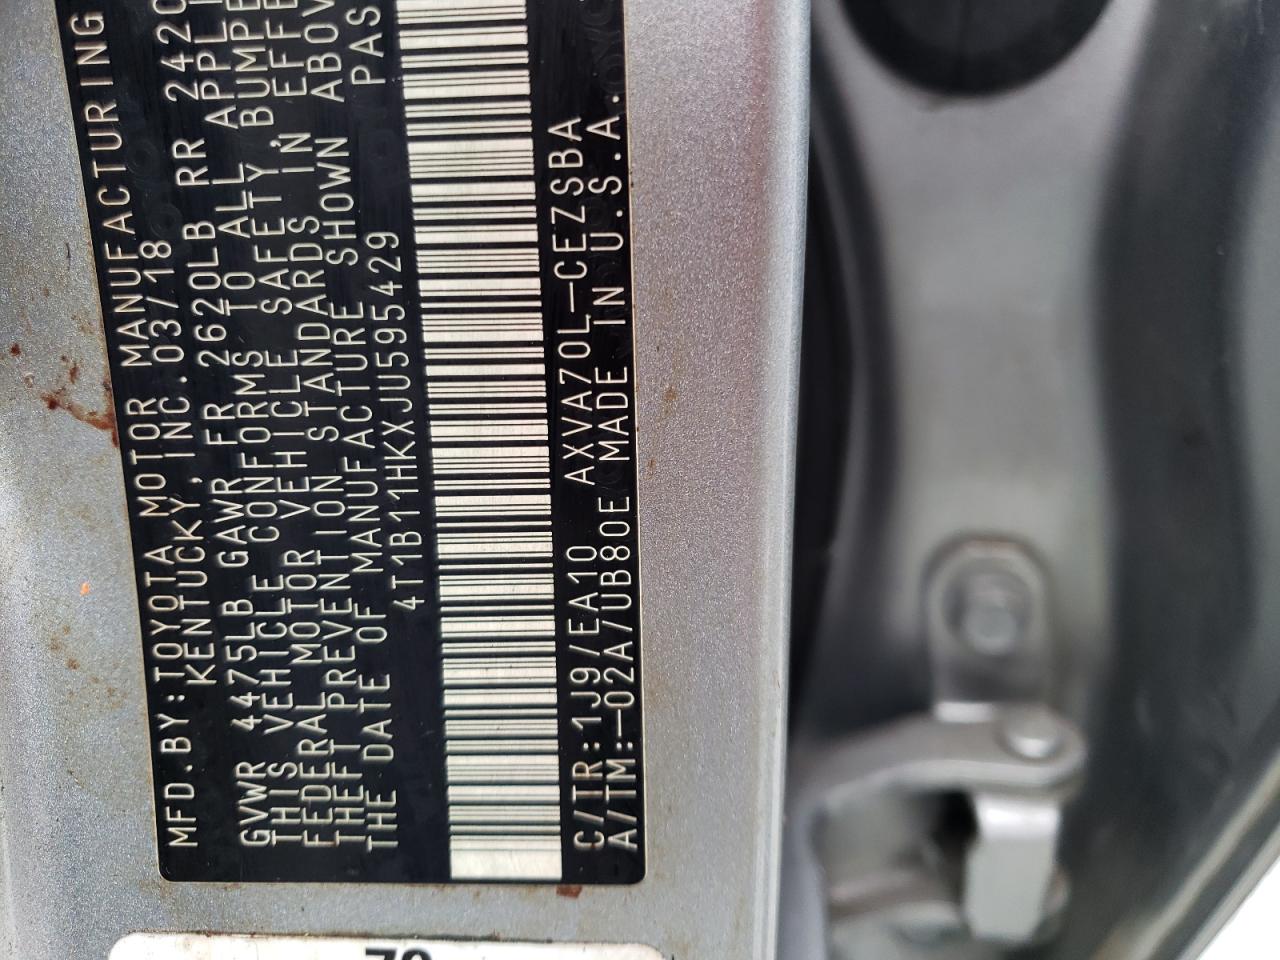 MFD.BY:TOYOTA MOTOR MANUFACTURING
KENTUCKY, INC. 03/18
GVWR 4475LB GAWR FR 2620LB RR 2420
THIS VEHICLE CONFORMS TO ALL APPL
FEDERAL MOTOR VEHICLE SAFETY, BUMPE
THEFT PREVENTION STANDARDS IN EFFE
THE DATE OF MANUFACTURE SHOWN ABOV
4T1B11HKXJU595429 PAS
C/TR:1J9/EA10 AXVA70L-CEZSBA
A/TM:-02A/UB80E MADE IN U.S.A.